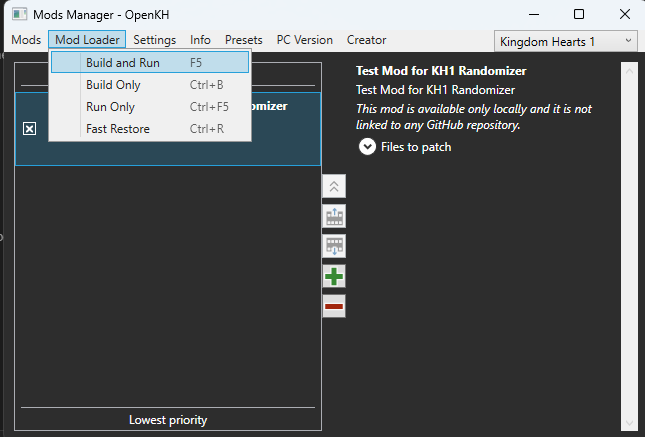 Mods Manager - OpenKH
Mods Mod Loader Settings Info Presets PC Version Creator Kingdom Hearts 1
Build and Run F5
Build Only Ctrl+B
Run Only Ctrl+F5
Fast Restore Ctrl+R
Test Mod for KH1 Randomizer
Test Mod for KH1 Randomizer
This mod is available only locally and it is not
linked to any GitHub repository.
Files to patch
Lowest priority